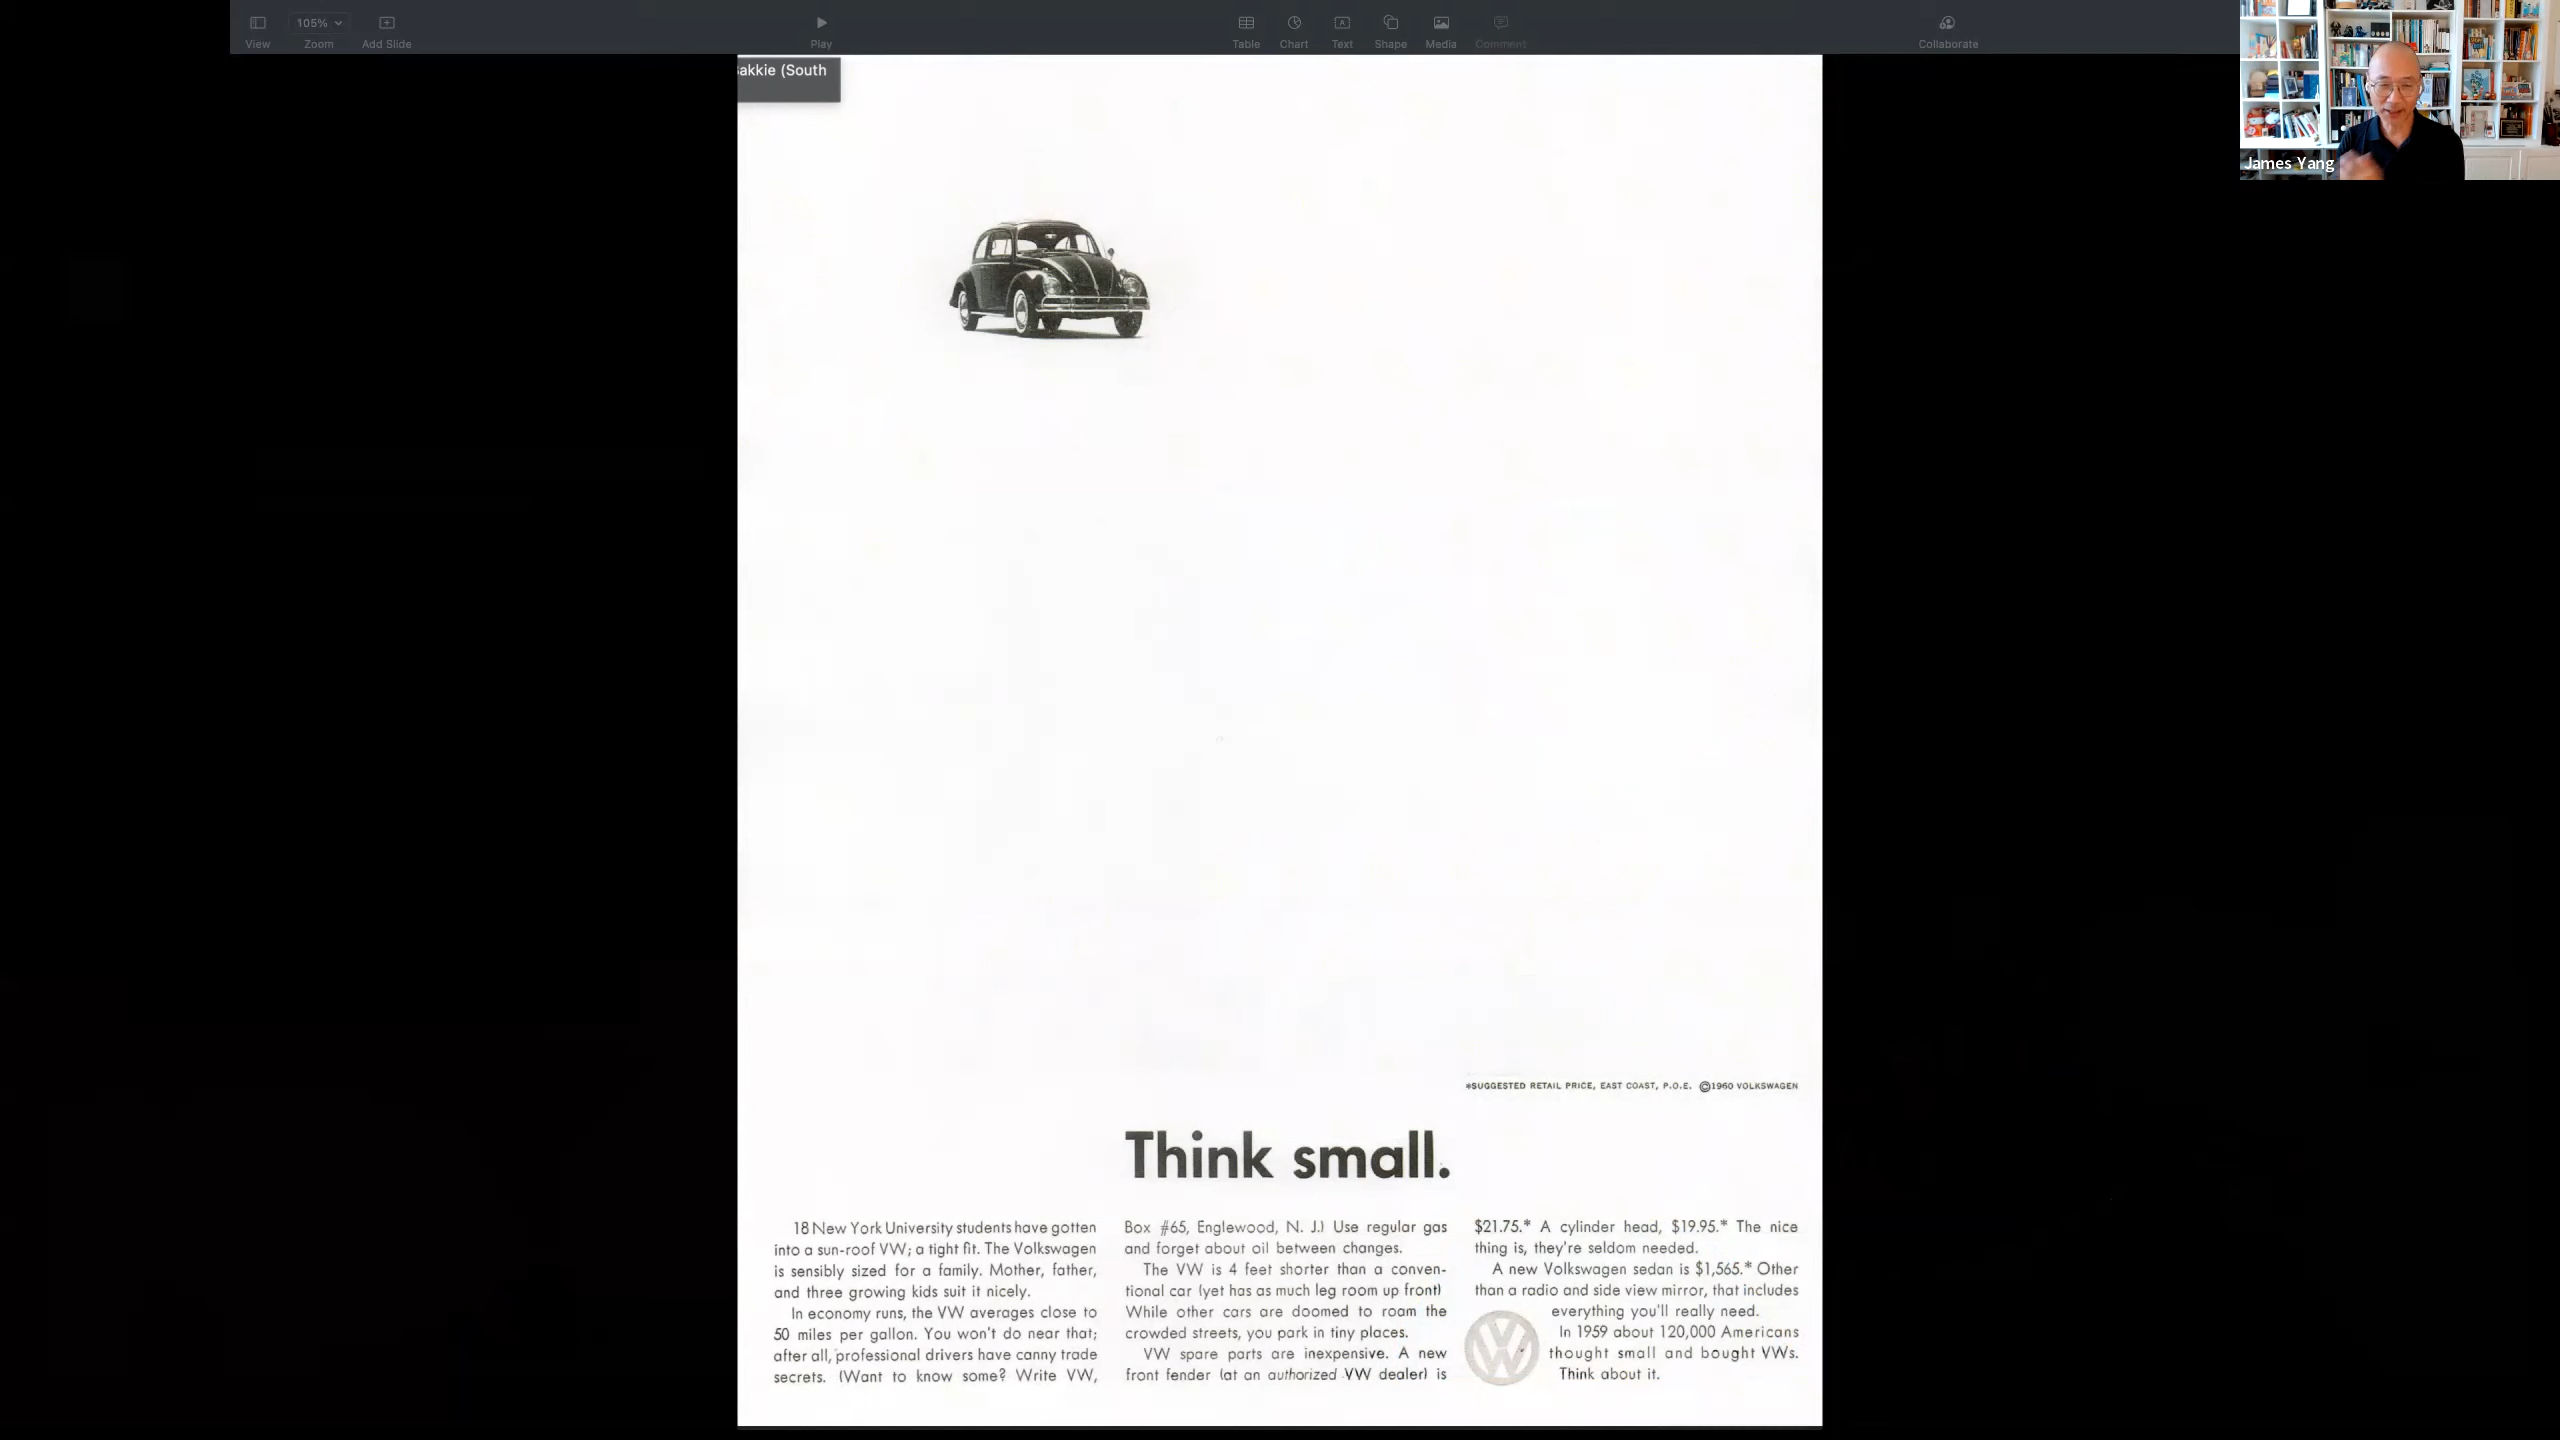 105%
View
Zoom
Add Slide
Play
Table
Chart
Text
Shape
Media
Comment
Collaborate
James Yang
akkie (South
*SUGGESTED RETAIL PRICE, EAST COAST, P.O.E. ©1960 VOLKSWAGEN
Think small.
18 New York University students have gotten
into a sun-roof VW; a tight fit. The Volkswagen
is sensibly sized for a family. Mother, father,
and three growing kids suit it nicely.
In economy runs, the VW averages close to
50 miles per gallon. You won't do near that;
after all, professional drivers have canny trade
secrets. (Want to know some? Write VW,
Box #65, Englewood, N. J.) Use regular gas
and forget about oil between changes.
The VW is 4 feet shorter than a conven-
tional car (yet has as much leg room up front)
While other cars are doomed to roam the
crowded streets, you park in tiny places.
VW spare parts are inexpensive. A new
front fender (at an authorized VW dealer) is
$21.75.* A cylinder head, $19.95.* The nice
thing is, they're seldom needed.
A new Volkswagen sedan is $1,565.* Other
than a radio and side view mirror, that includes
everything you'll really need.
In 1959 about 120,000 Americans
thought small and bought VWs.
Think about it.
VW